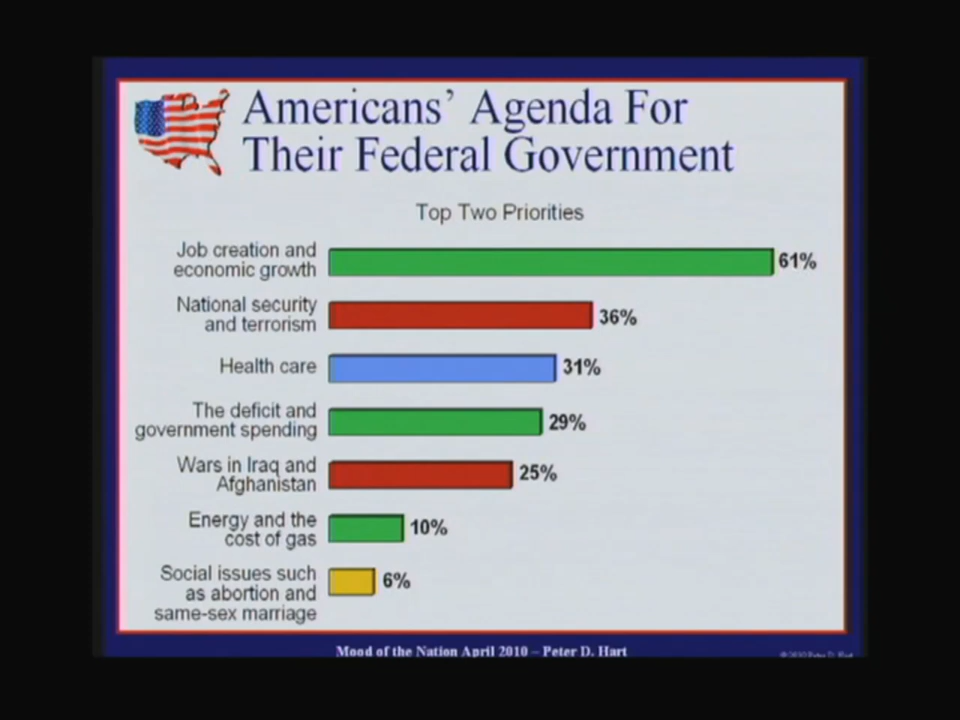 Americans' Agenda For
Their Federal Government
Top Two Priorities
Job creation and
economic growth
61%
National security
and terrorism
36%
Health care
31%
The deficit and
government spending
29%
Wars in Iraq and
Afghanistan
25%
Energy and the
cost of gas
10%
Social issues such
as abortion and
same-sex marriage
6%
Mood of the Nation April 2010 – Peter D. Hart
Peter D. Hart